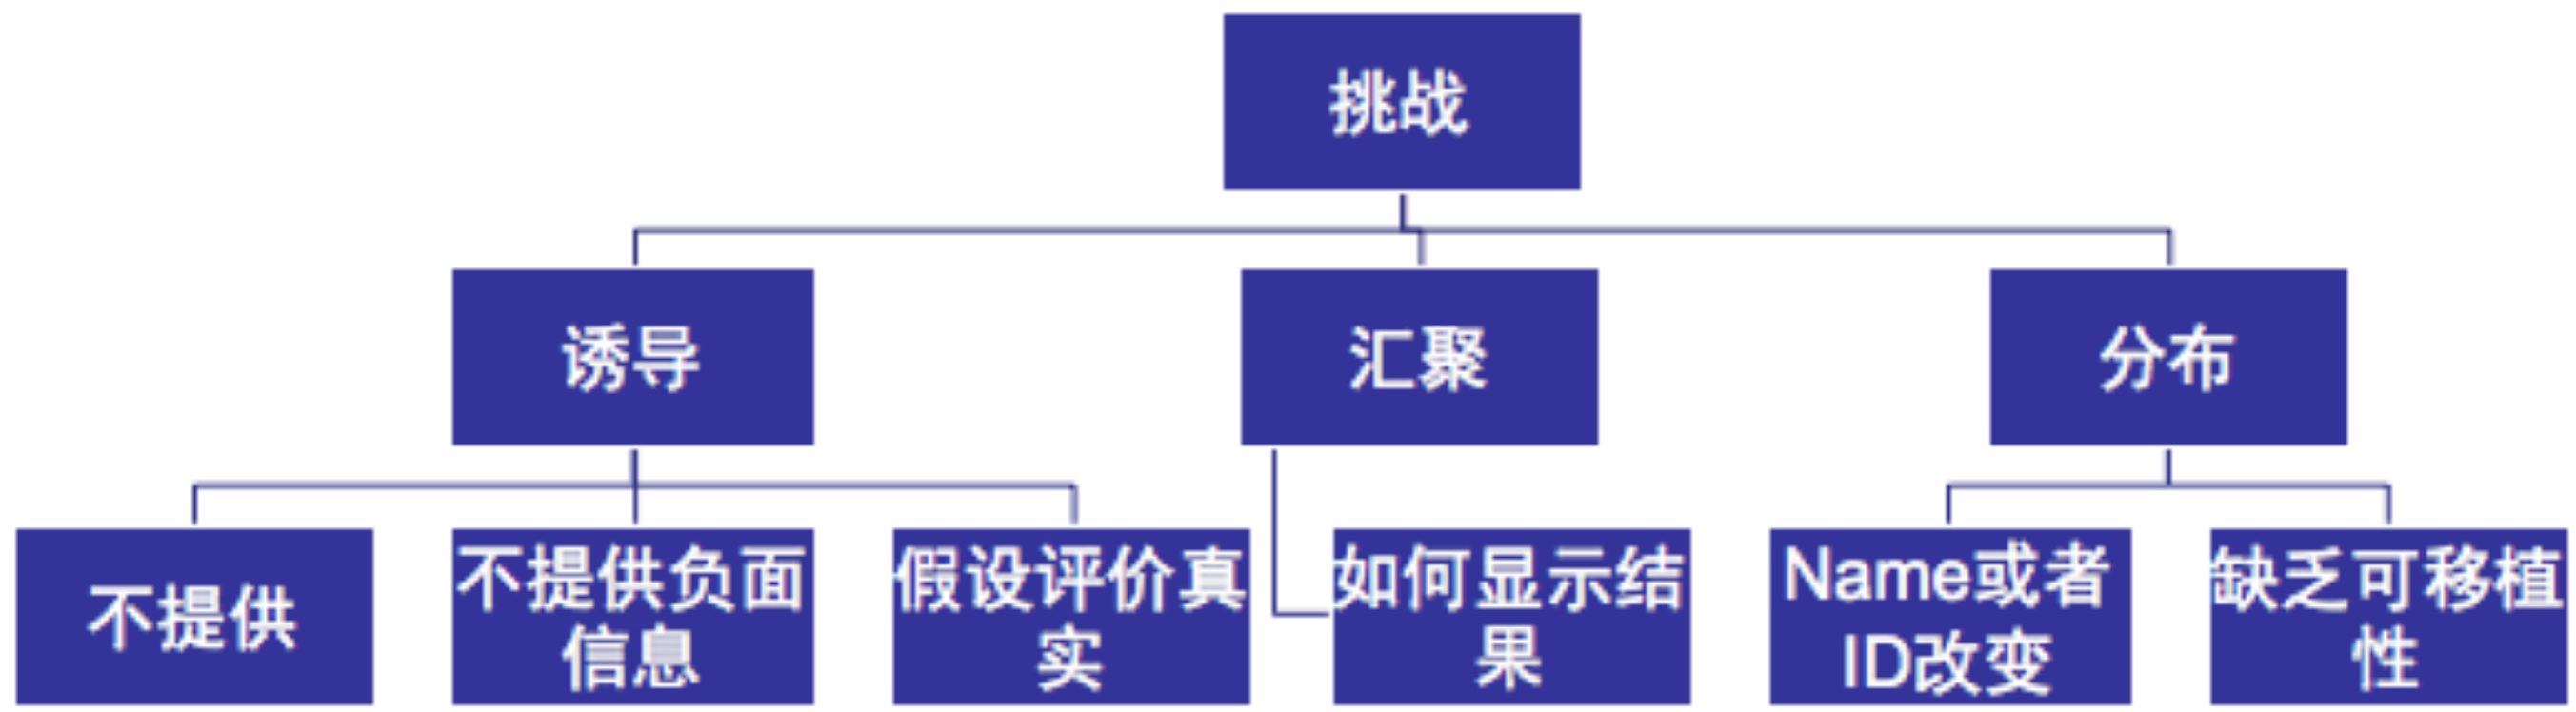 挑战
诱导
汇聚
分布
不提供
不提供负面
信息
假设评价真
实
如何显示结
果
Name或者
ID改变
缺乏可移植
性